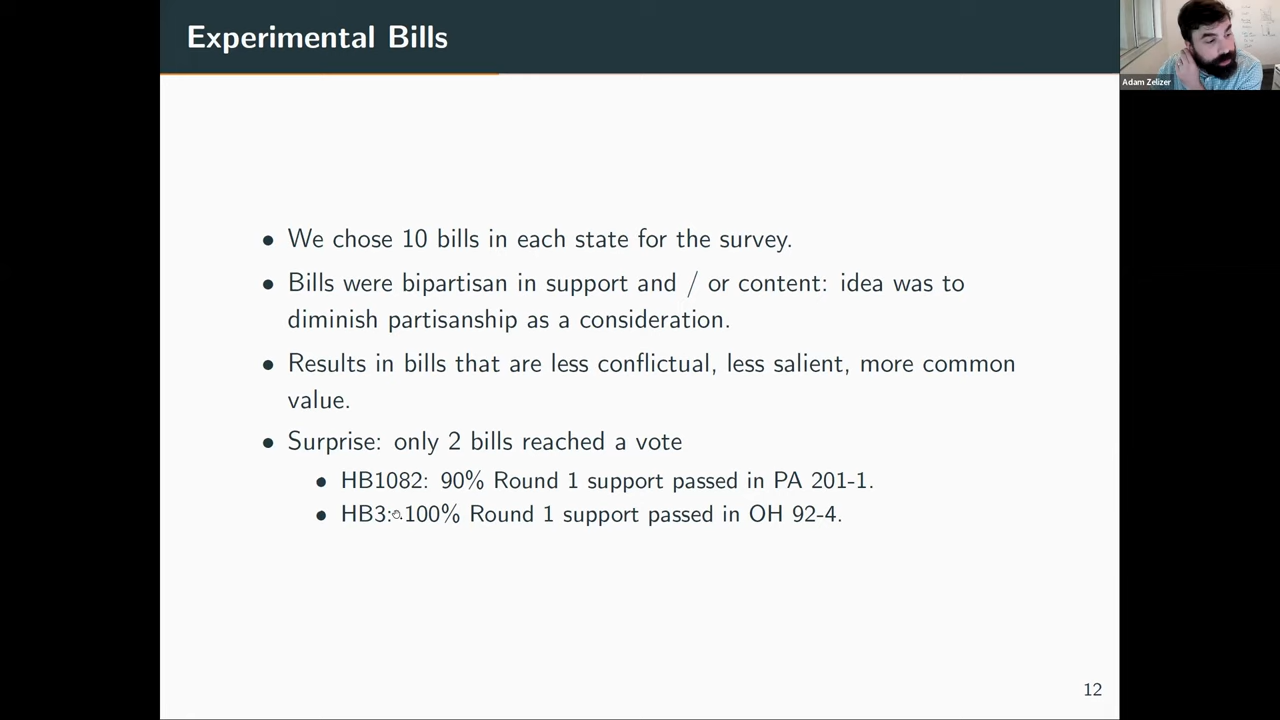 Experimental Bills
Adam Zelizer
• We chose 10 bills in each state for the survey.
• Bills were bipartisan in support and / or content: idea was to
diminish partisanship as a consideration.
• Results in bills that are less conflictual, less salient, more common
value.
• Surprise: only 2 bills reached a vote
• HB1082: 90% Round 1 support passed in PA 201-1.
• HB3: 100% Round 1 support passed in OH 92-4.
12